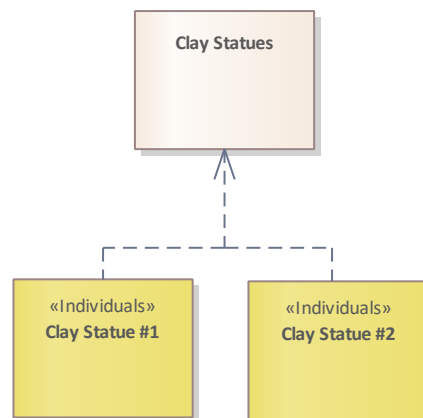 Clay Statues
«Individuals»
Clay Statue #1
«Individuals»
Clay Statue #2